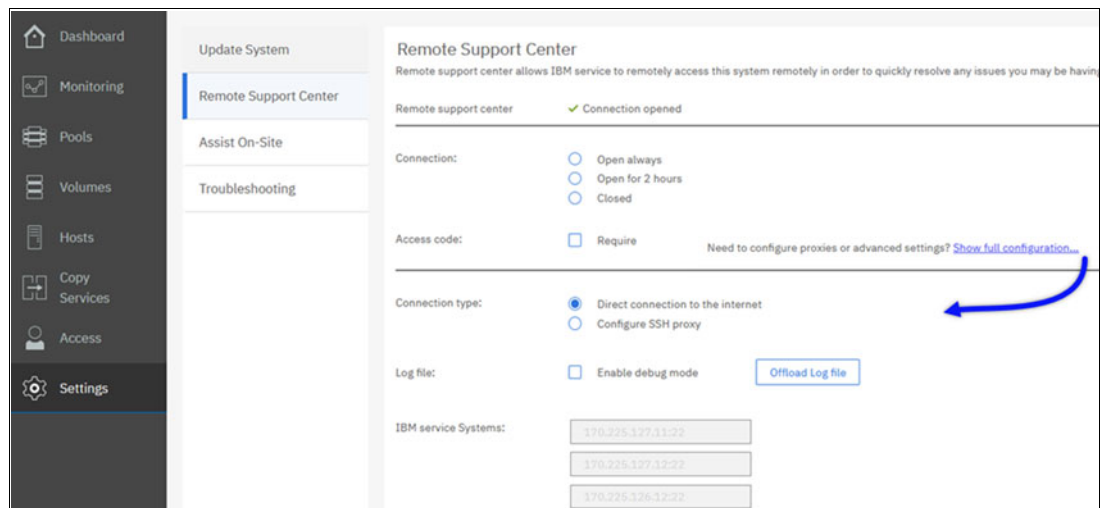 Dashboard
Monitoring
Pools
Volumes
Hosts
Copy
Services
Access
Settings
Update System
Remote Support Center
Assist On-Site
Troubleshooting
Remote Support Center
Remote support center allows IBM service to remotely access this system remotely in order to quickly resolve any issues you may be having
Remote support center Connection opened
Connection: Open always
Open for 2 hours
Closed
Access code: Require Need to configure proxies or advanced settings? Show full configuration...
Connection type: Direct connection to the internet
Configure SSH proxy
Log file: Enable debug mode Offload Log file
IBM service Systems: 170.225.127.11:22
170.225.127.12:22
170.225.126.12:22